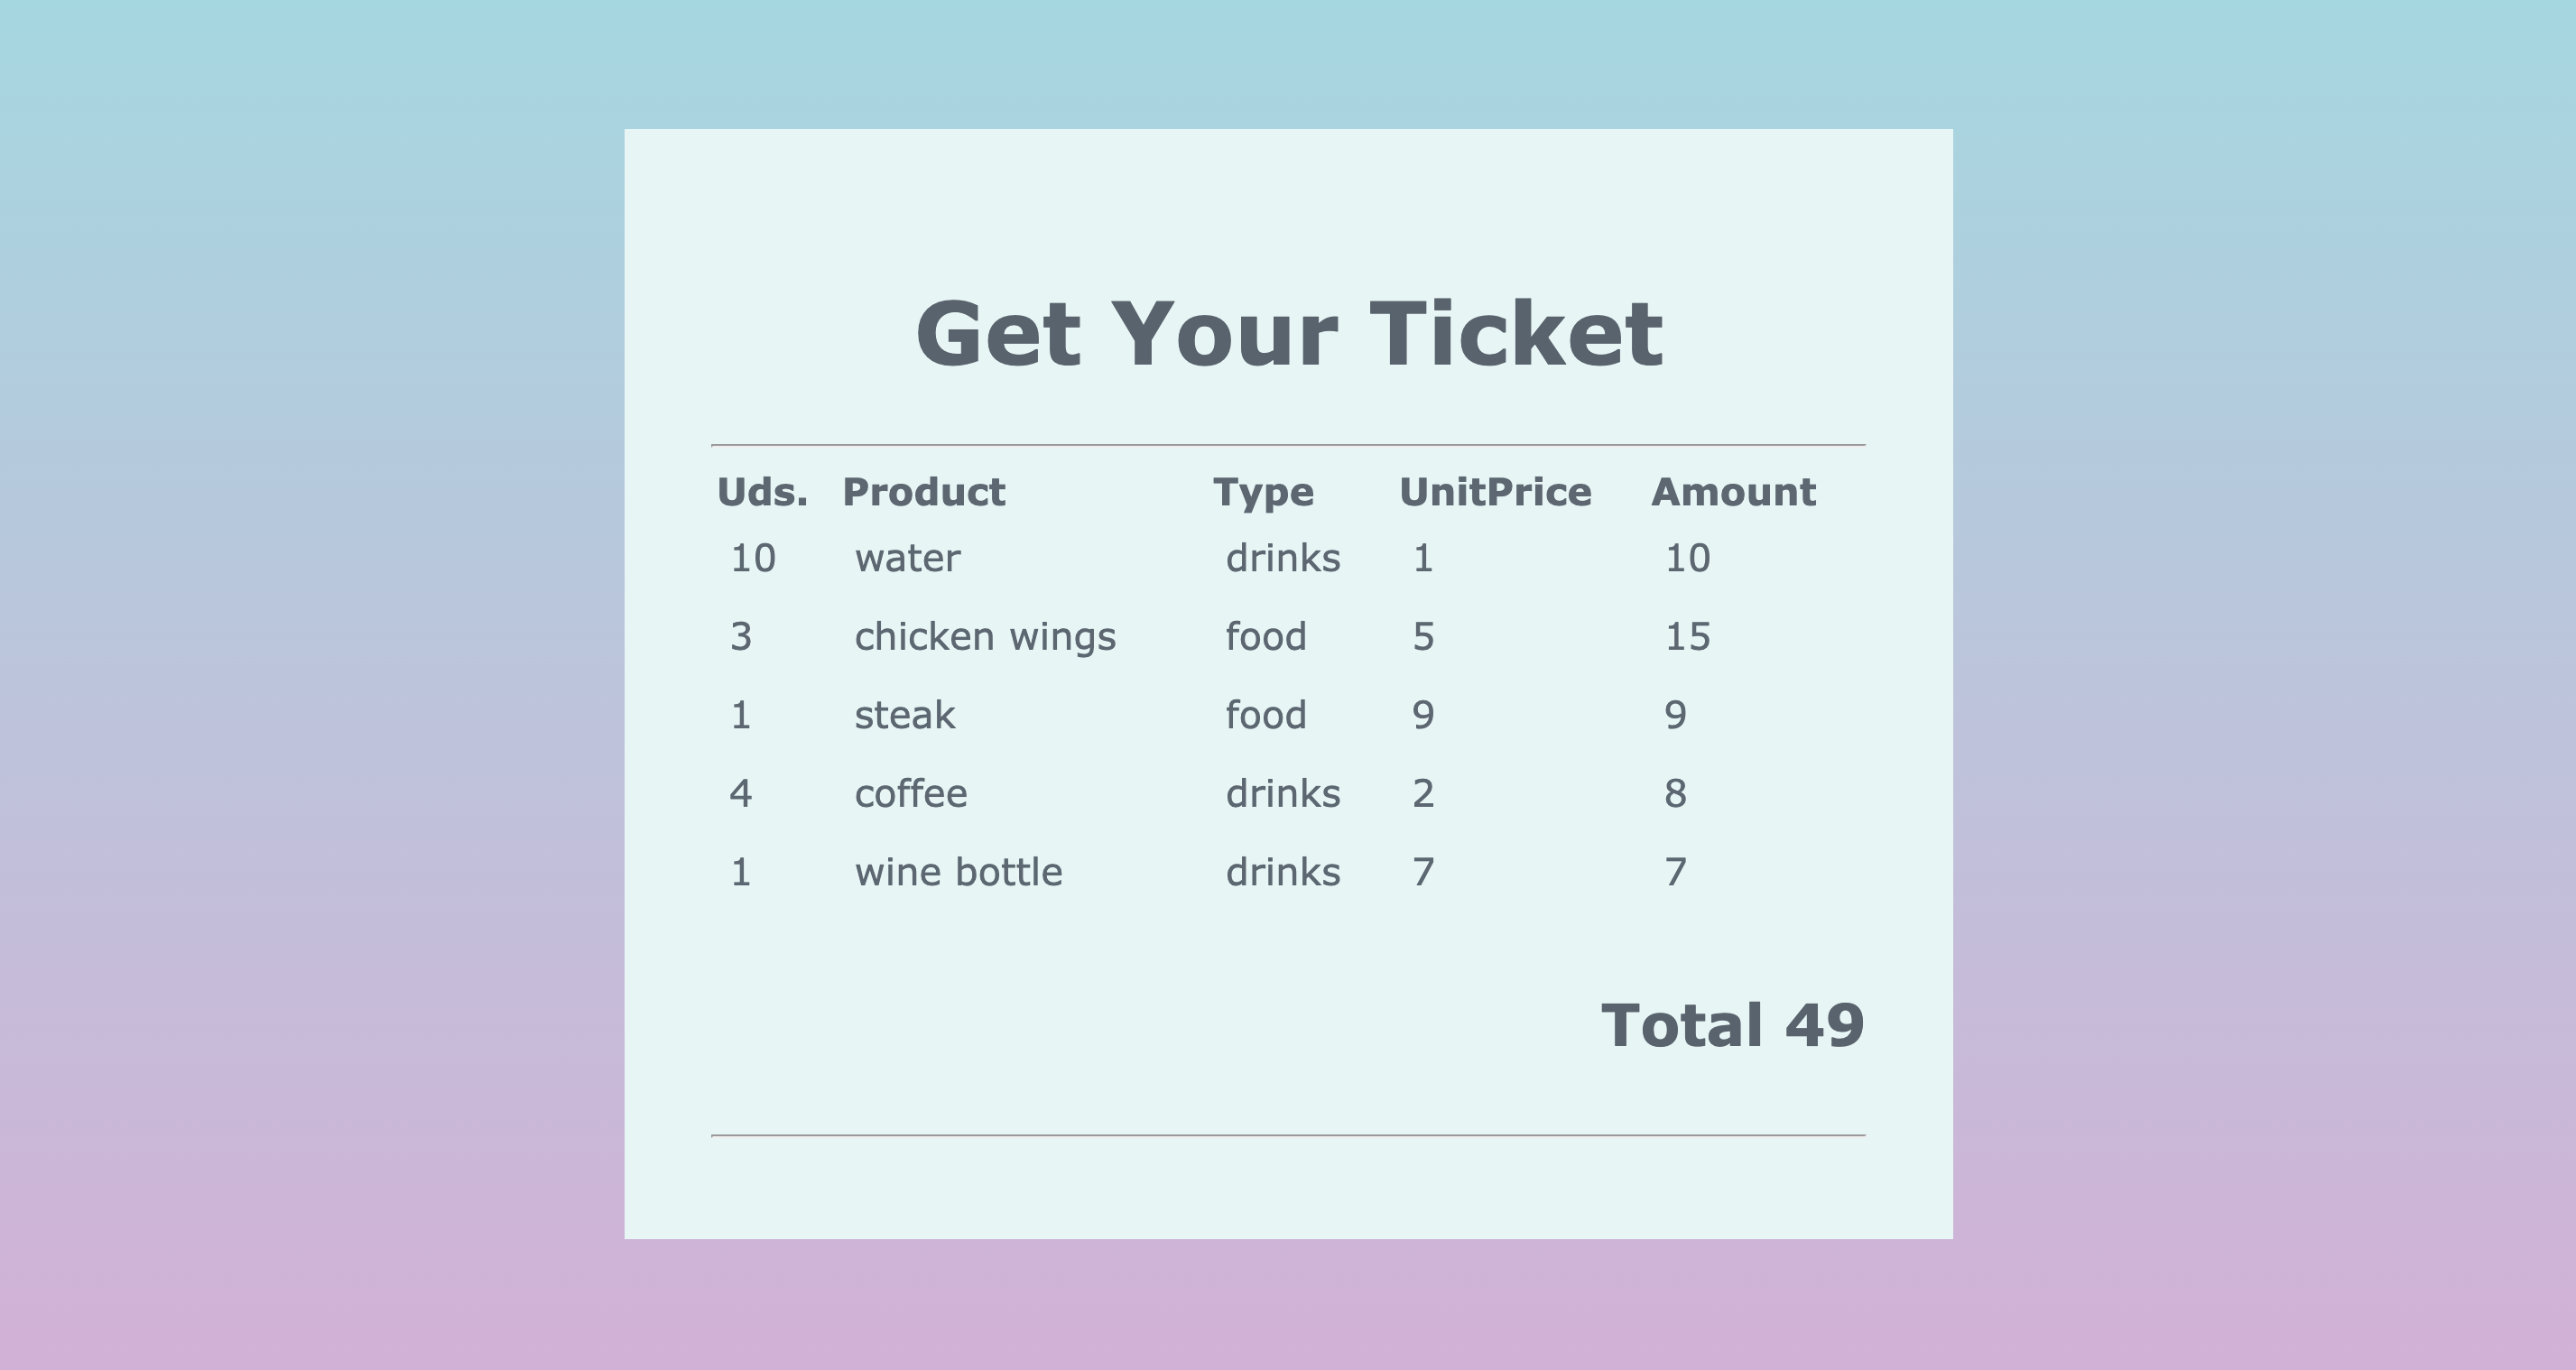 Get Your Ticket
Uds. Product Type UnitPrice Amount
10 water drinks 1 10
3 chicken wings food 5 15
1 steak food 9 9
4 coffee drinks 2 8
1 wine bottle drinks 7 7
Total 49